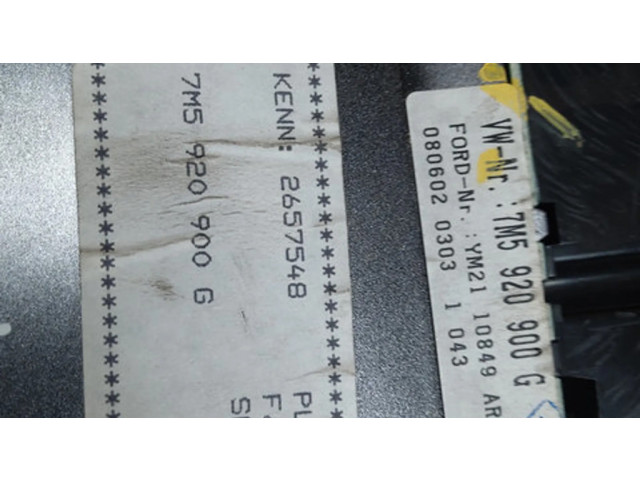 VW-Nr.:7M5 920 900 G
FORD-Nr.:YM21 10849 AR
080602 0303 1 043
KENN: 2657548
7M5 920 900 G